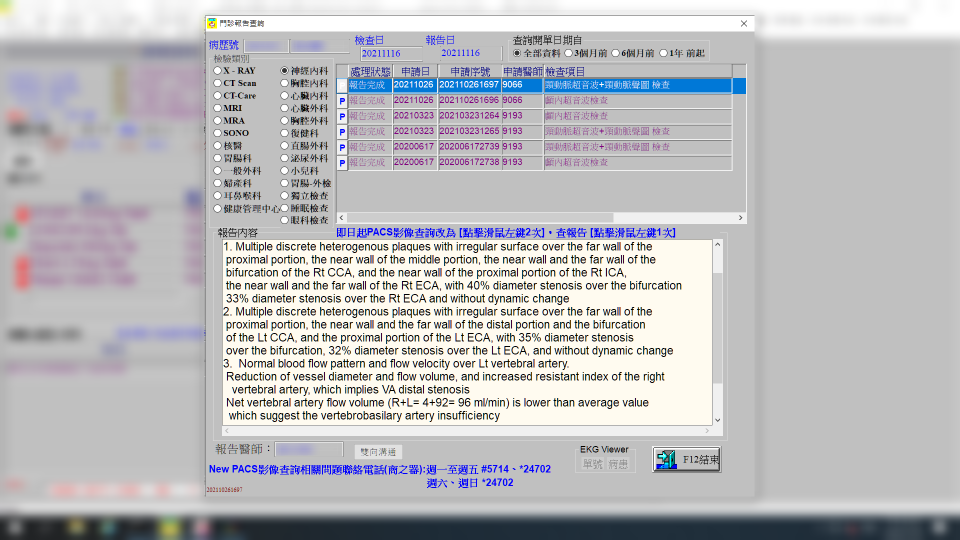 門診報告查詢
病歷號
檢查日
20211116
報告日
20211116
查詢開單日期自
全部資料 3個月前 6個月前 1年 前起
檢驗類別
X - RAY
CT Scan
CT-Care
MRI
MRA
SONO
核醫
胃腸科
一般外科
婦產科
耳鼻喉科
健康管理中心
神經內科
胸腔內科
心臟內科
心臟外科
胸腔外科
復健科
直腸外科
泌尿外科
小兒科
胃腸-外檢
獨立檢查
睡眠檢查
眼科檢查
處理狀態 申請日 申請序號 申請醫師 檢查項目
報告完成 20211026 202110261697 9066 頸動脈超音波+頸動脈聲圖 檢查
P 報告完成 20211026 202110261696 9066 顱內超音波檢查
P 報告完成 20210323 202103231264 9193 顱內超音波檢查
P 報告完成 20210323 202103231265 9193 頸動脈超音波+頸動脈聲圖 檢查
P 報告完成 20200617 202006172739 9193 頸動脈超音波+頸動脈聲圖 檢查
P 報告完成 20200617 202006172738 9193 顱內超音波檢查
報告內容
即日起PACS影像查詢改為 [點擊滑鼠左鍵2次]。查報告 [點擊滑鼠左鍵1次]
1. Multiple discrete heterogenous plaques with irregular surface over the far wall of the
proximal portion, the near wall of the middle portion, the near wall and the far wall of the
bifurcation of the Rt CCA, and the near wall of the proximal portion of the Rt ICA,
the near wall and the far wall of the Rt ECA, with 40% diameter stenosis over the bifurcation
33% diameter stenosis over the Rt ECA and without dynamic change
2. Multiple discrete heterogenous plaques with irregular surface over the far wall of the
proximal portion, the near wall and the far wall of the distal portion and the bifurcation
of the Lt CCA, and the proximal portion of the Lt ECA, with 35% diameter stenosis
over the bifurcation, 32% diameter stenosis over the Lt ECA, and without dynamic change
3. Normal blood flow pattern and flow velocity over Lt vertebral artery.
Reduction of vessel diameter and flow volume, and increased resistant index of the right
vertebral artery, which implies VA distal stenosis
Net vertebral artery flow volume (R+L= 4+92= 96 ml/min) is lower than average value
which suggest the vertebrobasilary artery insufficiency
報告醫師：
雙向溝通
EKG Viewer
單號 病患
F12結束
New PACS影像查詢相關問題聯絡電話(商之器):週一至週五 #5714、*24702
週六、週日 *24702
202110261697